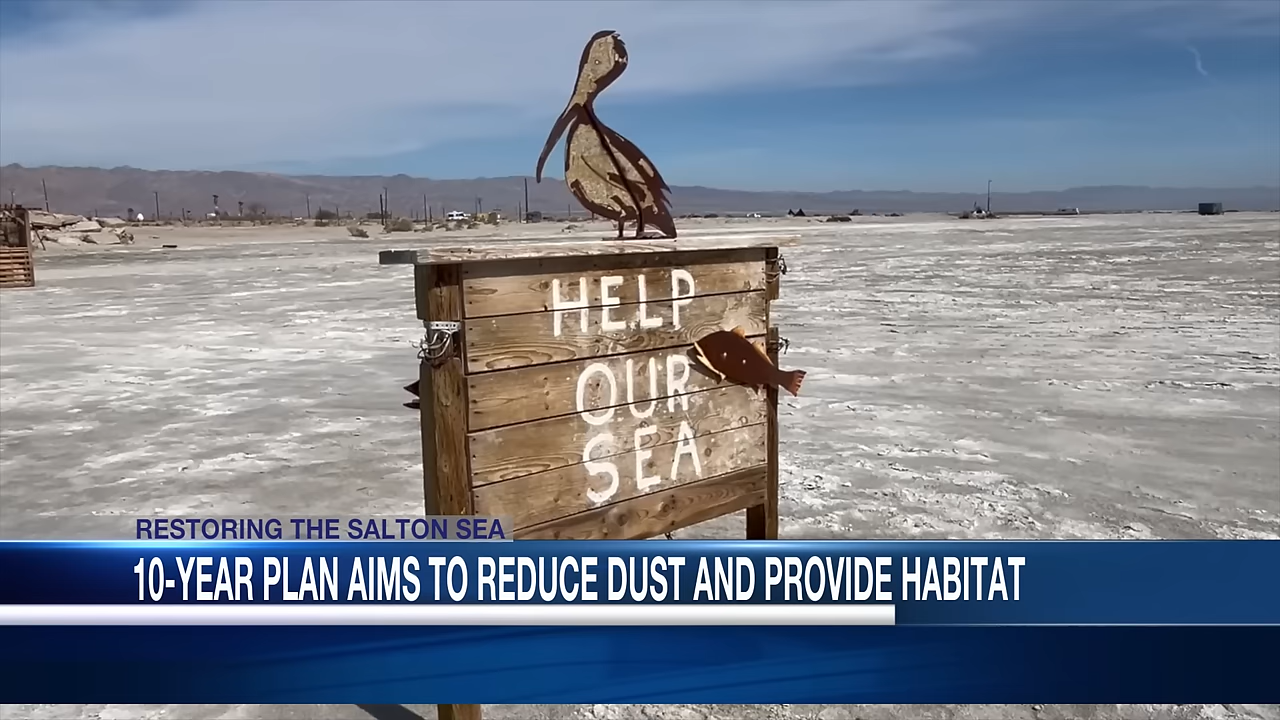 HELP
OUR
SEA
RESTORING THE SALTON SEA
10-YEAR PLAN AIMS TO REDUCE DUST AND PROVIDE HABITAT